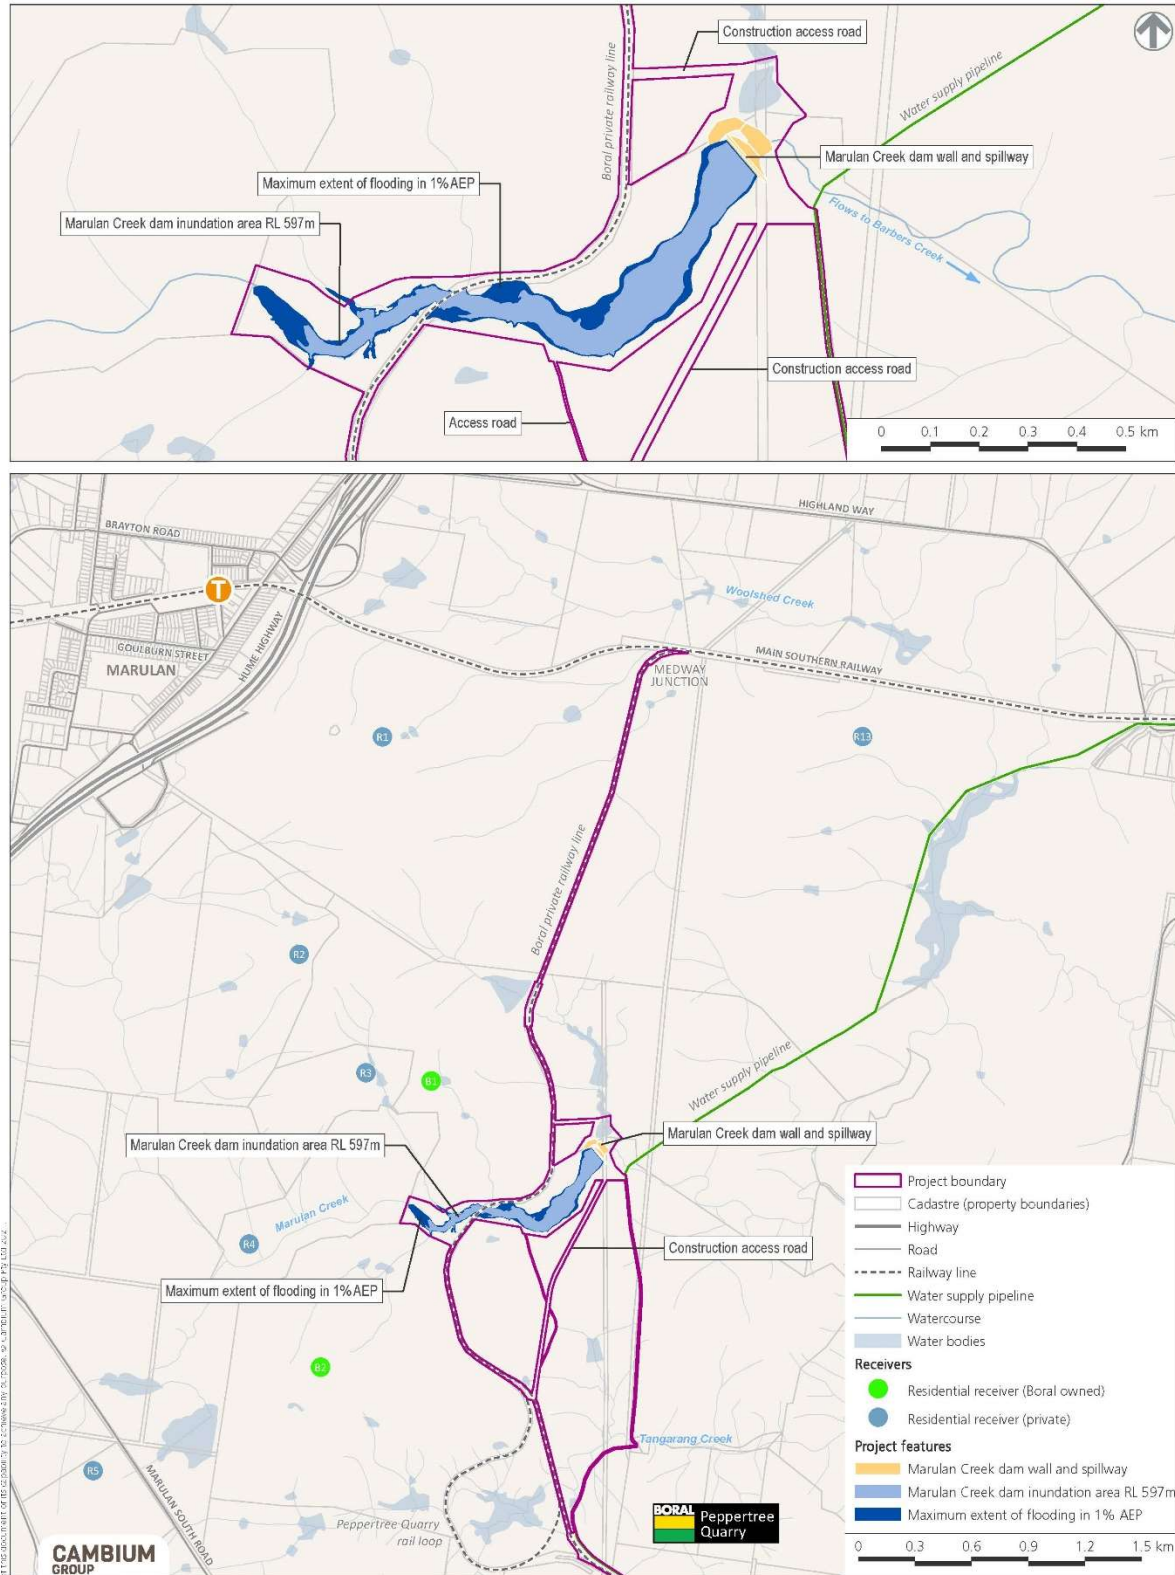 Construction access road
Boral private railway line
Water supply pipeline
Marulan Creek dam wall and spillway
Maximum extent of flooding in 1% AEP
Marulan Creek dam inundation area RL 597m
Flows to Barbers Creek
Construction access road
Access road
0 0.1 0.2 0.3 0.4 0.5 km
HIGHLAND WAY
BRAYTON ROAD
T
Woolshed Creek
GOULBURN STREET
HUME HIGHWAY
MARULAN
MAIN SOUTHERN RAILWAY
MEDWAY
JUNCTION
R1
R13
Boral private railway line
R2
Water supply pipeline
R3
B1
Marulan Creek dam inundation area RL 597m
Marulan Creek dam wall and spillway
Marulan Creek
R4
Construction access road
Maximum extent of flooding in 1% AEP
B2
Tangarang Creek
R5
MARULAN SOUTH ROAD
Peppertree Quarry
rail loop
BORAL
Peppertree
Quarry
CAMBIUM
GROUP
Project boundary
Cadastre (property boundaries)
Highway
Road
Railway line
Water supply pipeline
Watercourse
Water bodies
Receivers
Residential receiver (Boral owned)
Residential receiver (private)
Project features
Marulan Creek dam wall and spillway
Marulan Creek dam inundation area RL 597m
Maximum extent of flooding in 1% AEP
0 0.3 0.6 0.9 1.2 1.5 km